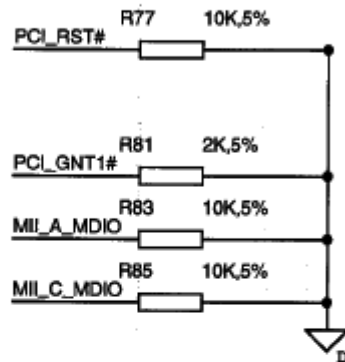 R77 10K,5%
PCI_RST#
R81 2K,5%
PCI_GNT1#
R83 10K,5%
MII_A_MDIO
R85 10K,5%
MII_C_MDIO